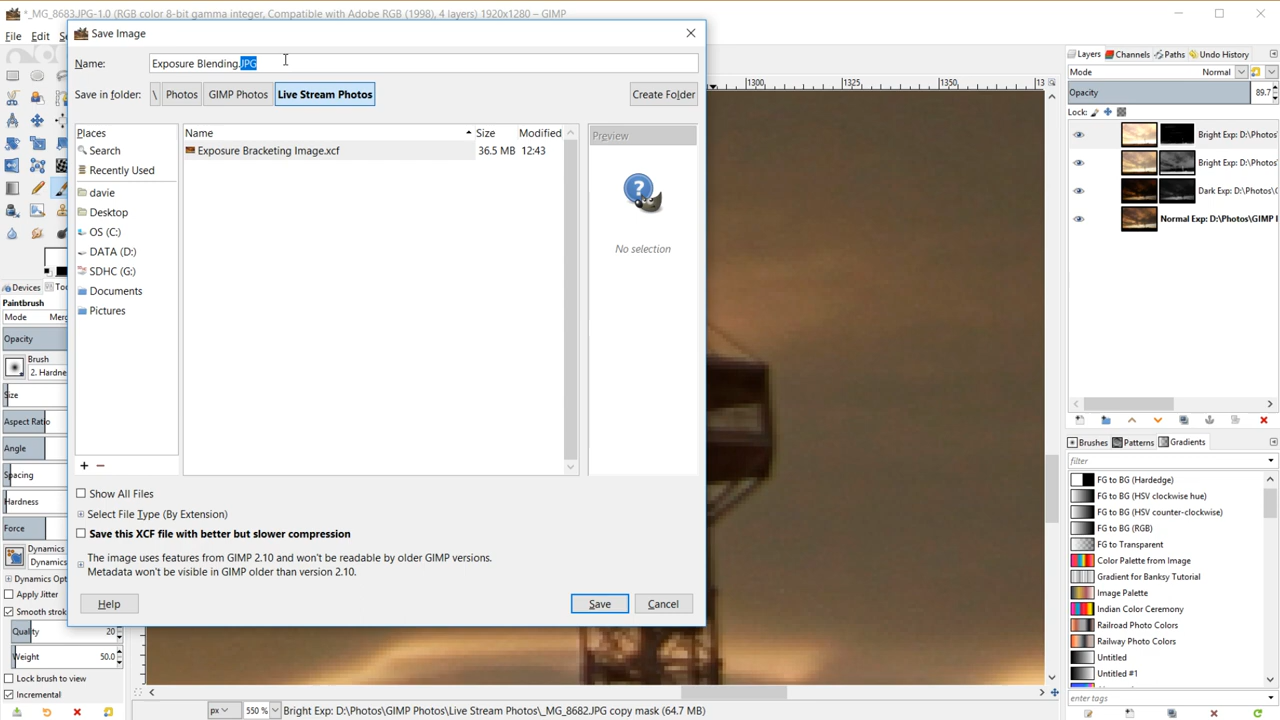 *_MG_8683.JPG-1.0 (RGB color 8-bit gamma integer, Compatible with Adobe RGB (1998), 4 layers) 1920x1280 – GIMP
File Edit
Save Image
Name: Exposure Blending.JPG
Save in folder: \ Photos GIMP Photos Live Stream Photos Create Folder
Places
Search
Recently Used
davie
Desktop
OS (C:)
DATA (D:)
SDHC (G:)
Documents
Pictures
Name Size Modified
Exposure Bracketing Image.xcf 36.5 MB 12:43
Preview
No selection
Show All Files
Select File Type (By Extension)
Save this XCF file with better but slower compression
The image uses features from GIMP 2.10 and won't be readable by older GIMP versions.
Metadata won't be visible in GIMP older than version 2.10.
Help Save Cancel
1300 1325 1350
Devices
Paintbrush
Mode
Opacity
Brush
2. Hardne
Size
Aspect Ratio
Angle
Spacing
Hardness
Force
Dynamics
Dynamics
Dynamics Opt
Apply Jitter
Smooth strok
Quality 20
Weight 50.0
Lock brush to view
Incremental
px 550 % Bright Exp: D:\Photos\GIMP Photos\Live Stream Photos\_MG_8682.JPG copy mask (64.7 MB)
Layers Channels Paths Undo History
Mode Normal
Opacity 89.7
Lock:
Bright Exp: D:\Photos
Bright Exp: D:\Photos
Dark Exp: D:\Photos\G
Normal Exp: D:\Photos\GIMP
Brushes Patterns Gradients
filter
FG to BG (Hardedge)
FG to BG (HSV clockwise hue)
FG to BG (HSV counter-clockwise)
FG to BG (RGB)
FG to Transparent
Color Palette from Image
Gradient for Banksy Tutorial
Image Palette
Indian Color Ceremony
Railroad Photo Colors
Railway Photo Colors
Untitled
Untitled #1
enter tags